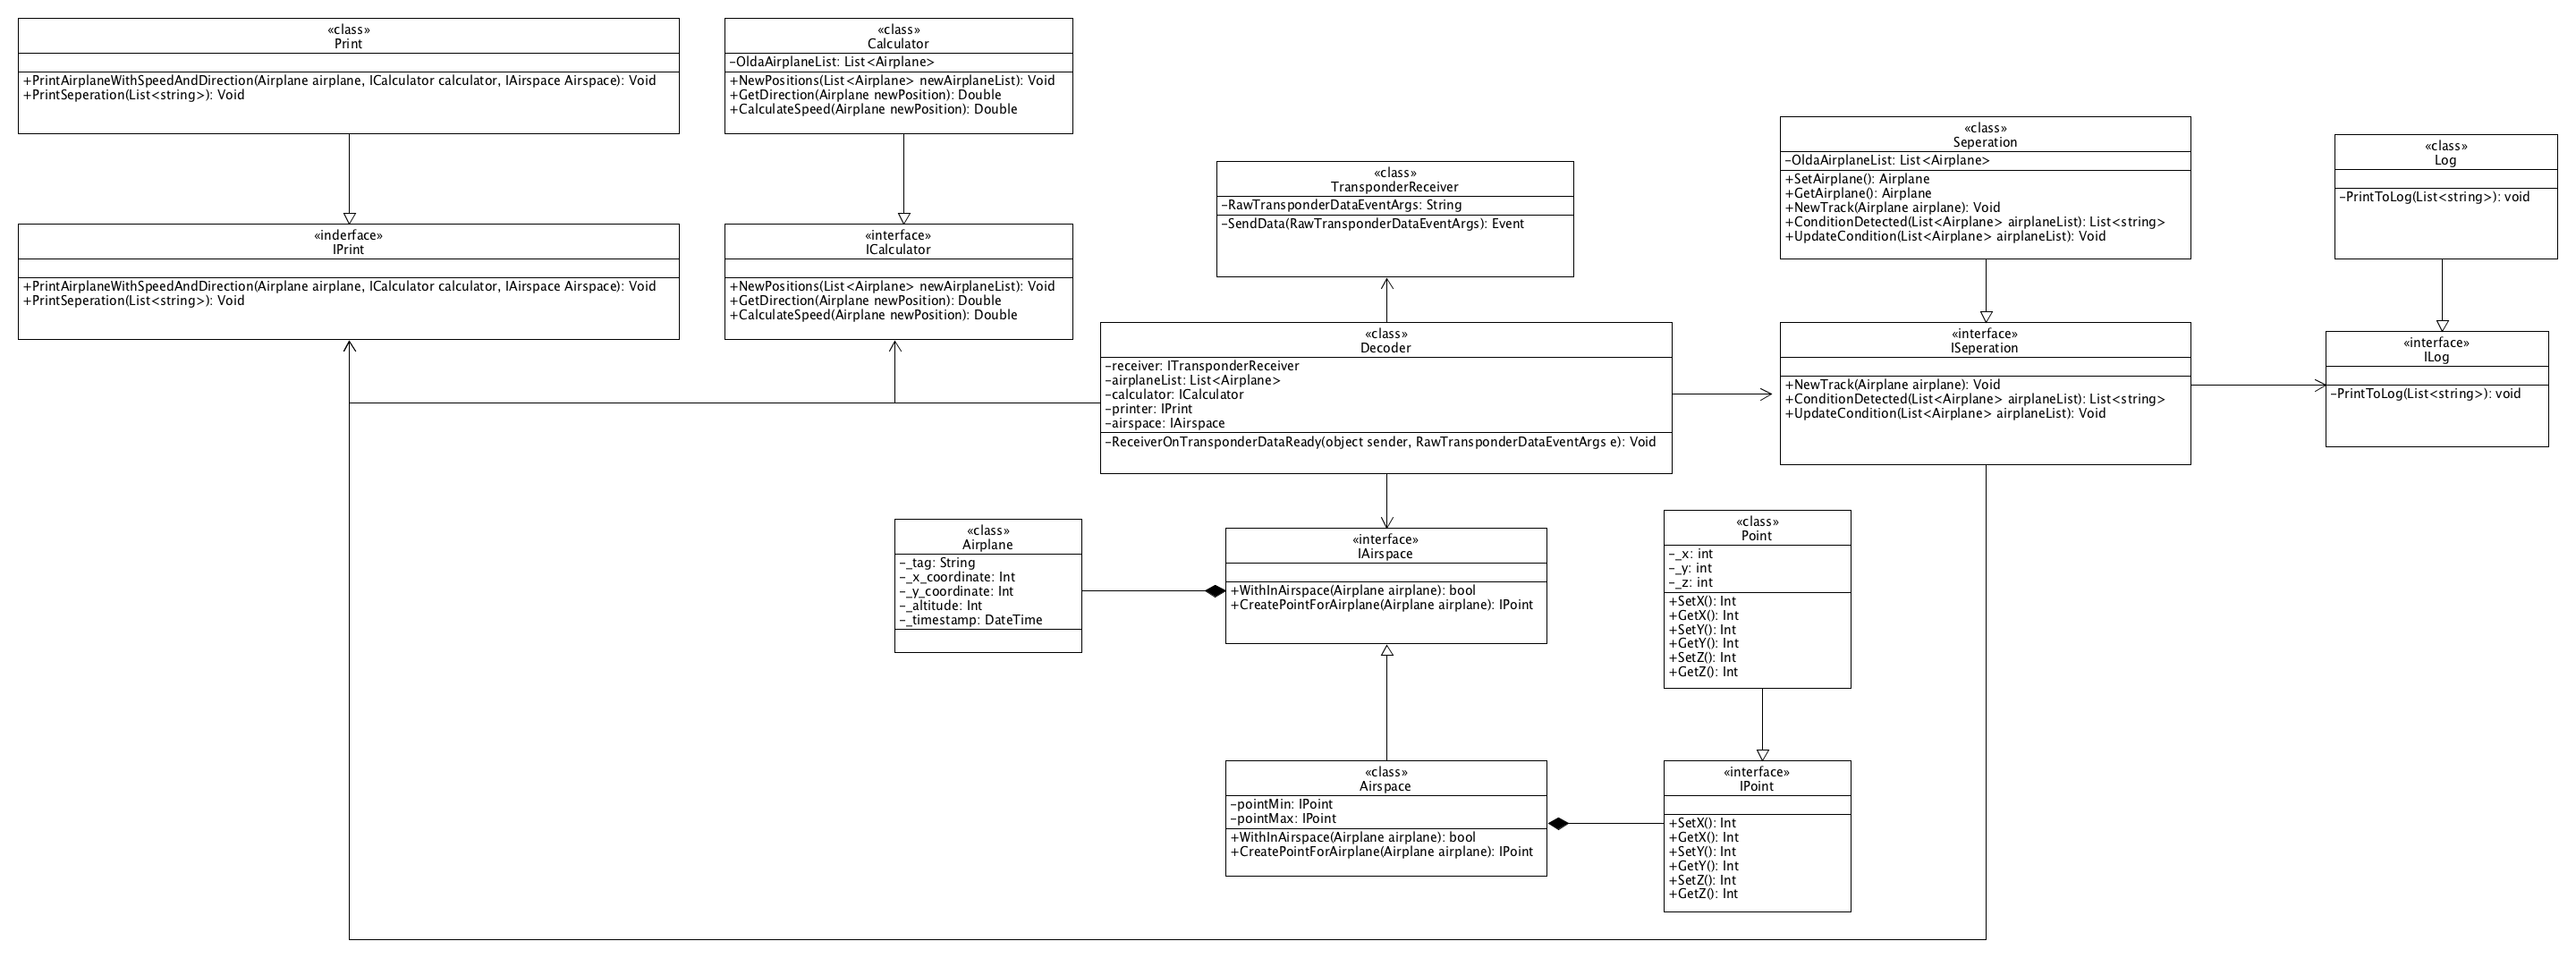 «class»
Print
+PrintAirplaneWithSpeedAndDirection(Airplane airplane, ICalculator calculator, IAirspace Airspace): Void
+PrintSeperation(List<string>): Void
«class»
Calculator
-OldaAirplaneList: List<Airplane>
+NewPositions(List<Airplane> newAirplaneList): Void
+GetDirection(Airplane newPosition): Double
+CalculateSpeed(Airplane newPosition): Double
«class»
TransponderReceiver
-RawTransponderDataEventArgs: String
-SendData(RawTransponderDataEventArgs): Event
«class»
Seperation
-OldaAirplaneList: List<Airplane>
+SetAirplane(): Airplane
+GetAirplane(): Airplane
+NewTrack(Airplane airplane): Void
+ConditionDetected(List<Airplane> airplaneList): List<string>
+UpdateCondition(List<Airplane> airplaneList): Void
«class»
Log
-PrintToLog(List<string>): void
«inderface»
IPrint
+PrintAirplaneWithSpeedAndDirection(Airplane airplane, ICalculator calculator, IAirspace Airspace): Void
+PrintSeperation(List<string>): Void
«interface»
ICalculator
+NewPositions(List<Airplane> newAirplaneList): Void
+GetDirection(Airplane newPosition): Double
+CalculateSpeed(Airplane newPosition): Double
«class»
Decoder
-receiver: ITransponderReceiver
-airplaneList: List<Airplane>
-calculator: ICalculator
-printer: IPrint
-airspace: IAirspace
-ReceiverOnTransponderDataReady(object sender, RawTransponderDataEventArgs e): Void
«interface»
ISeperation
+NewTrack(Airplane airplane): Void
+ConditionDetected(List<Airplane> airplaneList): List<string>
+UpdateCondition(List<Airplane> airplaneList): Void
«interface»
ILog
-PrintToLog(List<string>): void
«class»
Airplane
-_tag: String
-_x_coordinate: Int
-_y_coordinate: Int
-_altitude: Int
-_timestamp: DateTime
«interface»
IAirspace
+WithInAirspace(Airplane airplane): bool
+CreatePointForAirplane(Airplane airplane): IPoint
«class»
Point
-_x: int
-_y: int
-_z: int
+SetX(): Int
+GetX(): Int
+SetY(): Int
+GetY(): Int
+SetZ(): Int
+GetZ(): Int
«class»
Airspace
-pointMin: IPoint
-pointMax: IPoint
+WithInAirspace(Airplane airplane): bool
+CreatePointForAirplane(Airplane airplane): IPoint
«interface»
IPoint
+SetX(): Int
+GetX(): Int
+SetY(): Int
+GetY(): Int
+SetZ(): Int
+GetZ(): Int